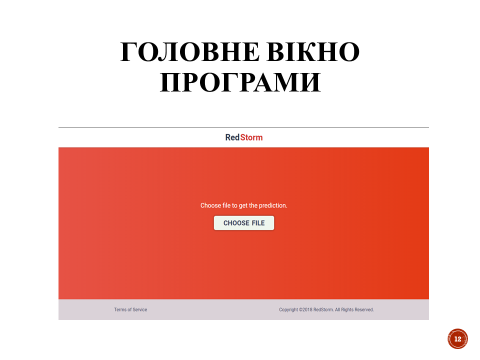 ГОЛОВНЕ ВІКНО
ПРОГРАМИ
RedStorm
Choose file to get the prediction.
CHOOSE FILE
Terms of Service
Copyright ©2018 RedStorm. All Rights Reserved.
12